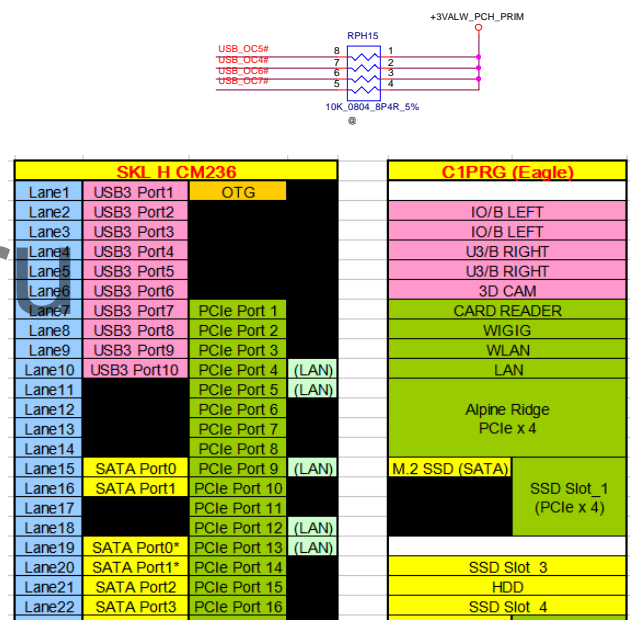 +3VALW_PCH_PRIM
RPH15
USB_OC5# 8 1
USB_OC4# 7 2
USB_OC6# 6 3
USB_OC7# 5 4
10K_0804_8P4R_5%
@
SKL H CM236 C1PRG (Eagle)
Lane1 USB3 Port1 OTG
Lane2 USB3 Port2 IO/B LEFT
Lane3 USB3 Port3 IO/B LEFT
Lane4 USB3 Port4 U3/B RIGHT
Lane5 USB3 Port5 U3/B RIGHT
Lane6 USB3 Port6 3D CAM
Lane7 USB3 Port7 PCIe Port 1 CARD READER
Lane8 USB3 Port8 PCIe Port 2 WIGIG
Lane9 USB3 Port9 PCIe Port 3 WLAN
Lane10 USB3 Port10 PCIe Port 4 (LAN) LAN
Lane11 PCIe Port 5 (LAN)
Lane12 PCIe Port 6 Alpine Ridge
Lane13 PCIe Port 7 PCIe x 4
Lane14 PCIe Port 8
Lane15 SATA Port0 PCIe Port 9 (LAN) M.2 SSD (SATA)
Lane16 SATA Port1 PCIe Port 10 SSD Slot_1
Lane17 PCIe Port 11 (PCIe x 4)
Lane18 PCIe Port 12 (LAN)
Lane19 SATA Port0* PCIe Port 13 (LAN)
Lane20 SATA Port1* PCIe Port 14 SSD Slot_3
Lane21 SATA Port2 PCIe Port 15 HDD
Lane22 SATA Port3 PCIe Port 16 SSD Slot_4